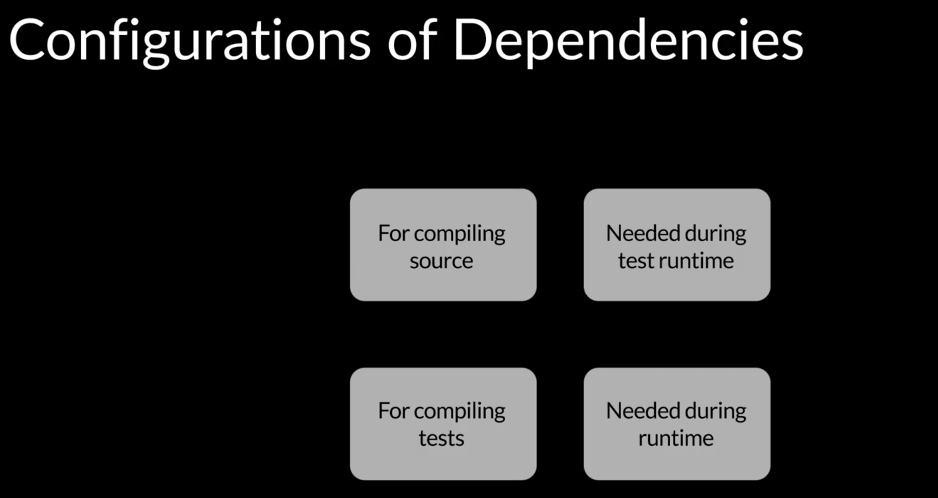 Configurations of Dependencies
For compiling
source
Needed during
test runtime
For compiling
tests
Needed during
runtime